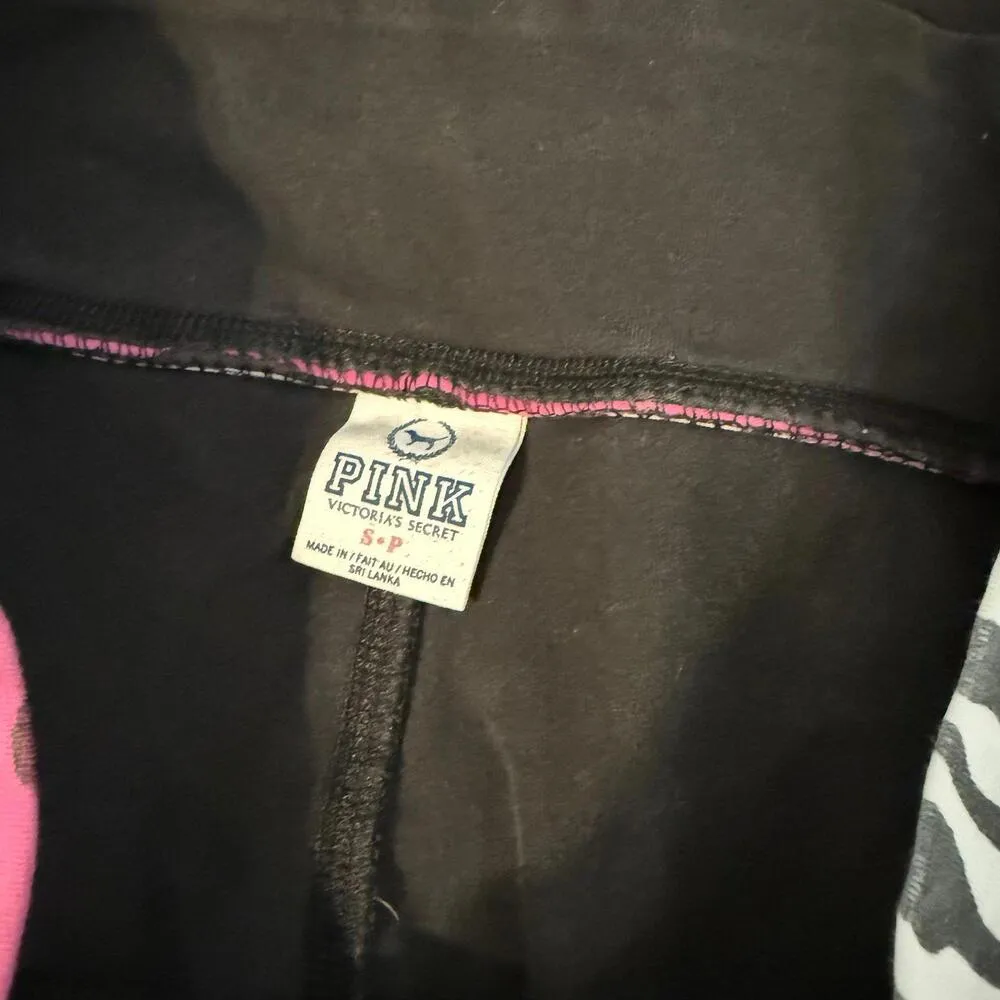 PINK
VICTORIA'S SECRET
S•P
MADE IN / FAIT AU / HECHO EN
SRI LANKA